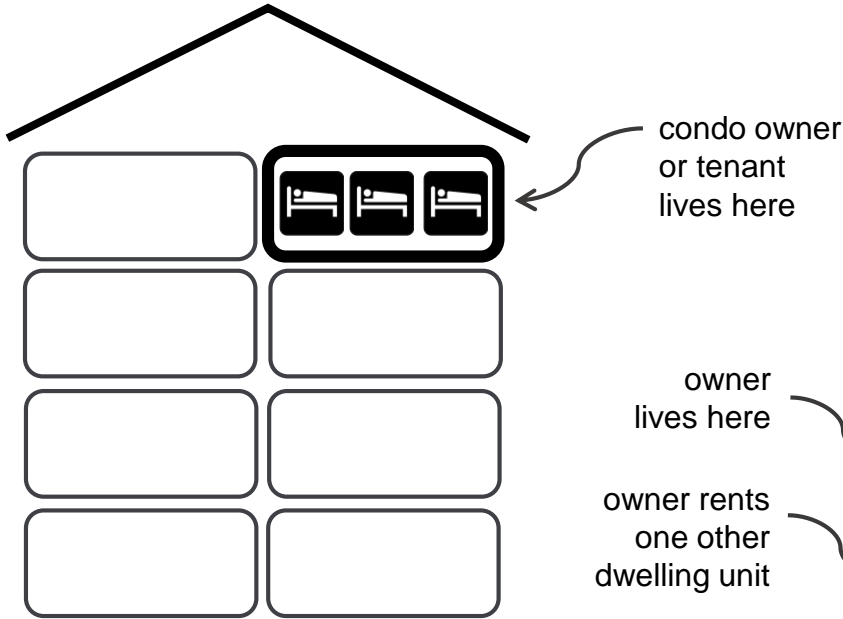 condo owner
or tenant
lives here
owner
lives here
owner rents
one other
dwelling unit